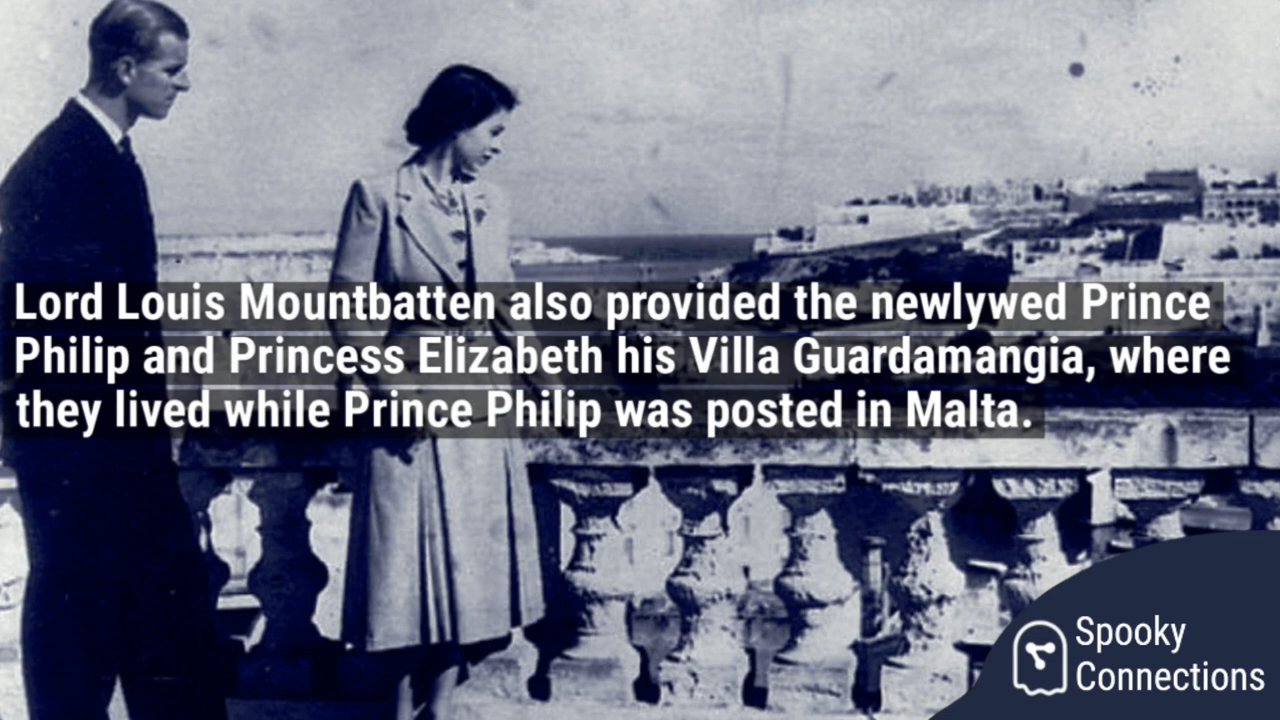 Lord Louis Mountbatten also provided the newlywed Prince
Philip and Princess Elizabeth his Villa Guardamangia, where
they lived while Prince Philip was posted in Malta.
Spooky
Connections